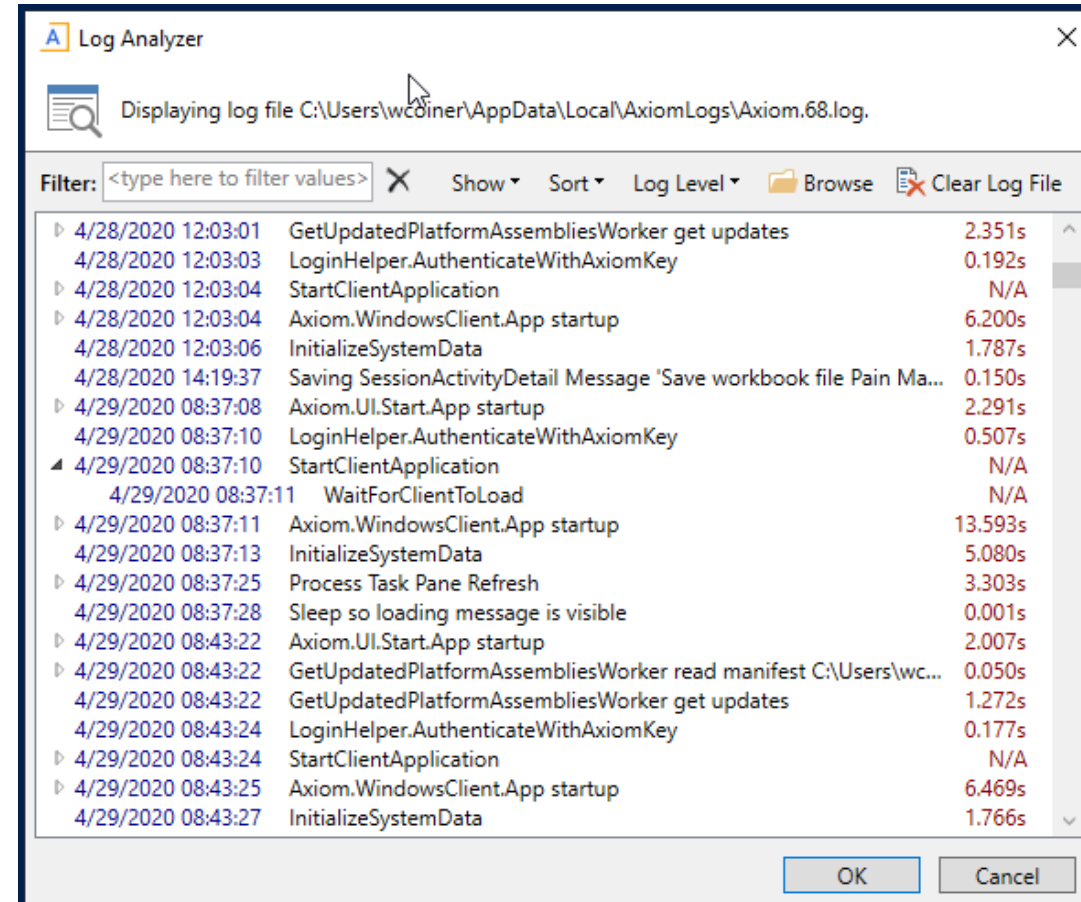 A Log Analyzer
Displaying log file C:\Users\wcoiner\AppData\Local\AxiomLogs\Axiom.68.log.
Filter: <type here to filter values> Show Sort Log Level Browse Clear Log File
4/28/2020 12:03:01 GetUpdatedPlatformAssembliesWorker get updates 2.351s
4/28/2020 12:03:03 LoginHelper.AuthenticateWithAxiomKey 0.192s
4/28/2020 12:03:04 StartClientApplication N/A
4/28/2020 12:03:04 Axiom.WindowsClient.App startup 6.200s
4/28/2020 12:03:06 InitializeSystemData 1.787s
4/28/2020 14:19:37 Saving SessionActivityDetail Message 'Save workbook file Pain Ma... 0.150s
4/29/2020 08:37:08 Axiom.UI.Start.App startup 2.291s
4/29/2020 08:37:10 LoginHelper.AuthenticateWithAxiomKey 0.507s
4/29/2020 08:37:10 StartClientApplication N/A
4/29/2020 08:37:11 WaitForClientToLoad N/A
4/29/2020 08:37:11 Axiom.WindowsClient.App startup 13.593s
4/29/2020 08:37:13 InitializeSystemData 5.080s
4/29/2020 08:37:25 Process Task Pane Refresh 3.303s
4/29/2020 08:37:28 Sleep so loading message is visible 0.001s
4/29/2020 08:43:22 Axiom.UI.Start.App startup 2.007s
4/29/2020 08:43:22 GetUpdatedPlatformAssembliesWorker read manifest C:\Users\wc... 0.050s
4/29/2020 08:43:22 GetUpdatedPlatformAssembliesWorker get updates 1.272s
4/29/2020 08:43:24 LoginHelper.AuthenticateWithAxiomKey 0.177s
4/29/2020 08:43:24 StartClientApplication N/A
4/29/2020 08:43:25 Axiom.WindowsClient.App startup 6.469s
4/29/2020 08:43:27 InitializeSystemData 1.766s
OK Cancel